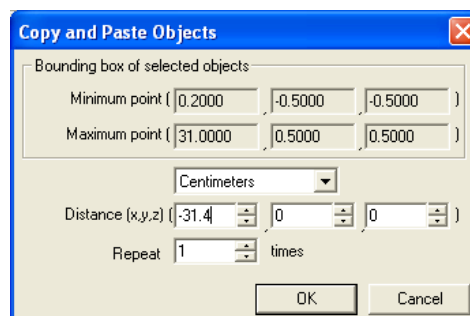 Copy and Paste Objects
Bounding box of selected objects
Minimum point ( 0.2000 , -0.5000 , -0.5000 )
Maximum point ( 31.0000 , 0.5000 , 0.5000 )
Centimeters
Distance (x,y,z) ( -31.4 , 0 , 0 )
Repeat 1 times
OK Cancel